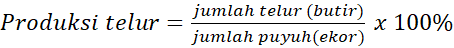 Produksi telur = jumlah telur (butir) / jumlah puyuh(ekor) x 100%